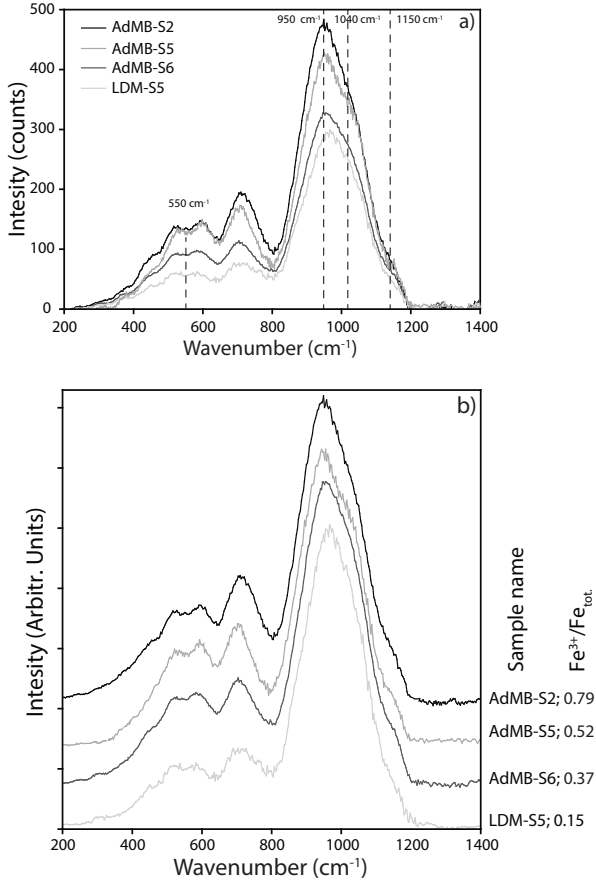 500
400
300
200
100
0
Intesity (counts)
AdMB-S2
AdMB-S5
AdMB-S6
LDM-S5
950 cm⁻¹
1040 cm⁻¹
1150 cm⁻¹
a)
550 cm⁻¹
200 400 600 800 1000 1200 1400
Wavenumber (cm⁻¹)
b)
Intesity (Arbitr. Units)
Sample name
Fe³⁺/Fe tot.
AdMB-S2; 0.79
AdMB-S5; 0.52
AdMB-S6; 0.37
LDM-S5; 0.15
200 400 600 800 1000 1200 1400
Wavenumber (cm⁻¹)